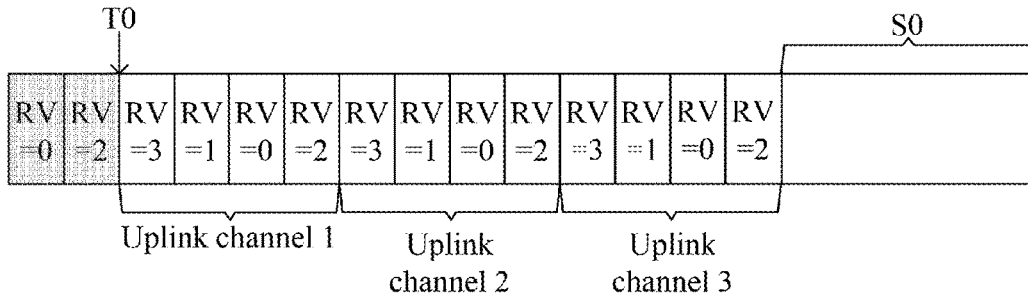 T0
S0
RV RV RV RV RV RV RV RV RV RV RV RV RV RV
=0 =2 =3 =1 =0 =2 =3 =1 =0 =2 =3 =1 =0 =2
Uplink channel 1
Uplink
channel 2
Uplink
channel 3